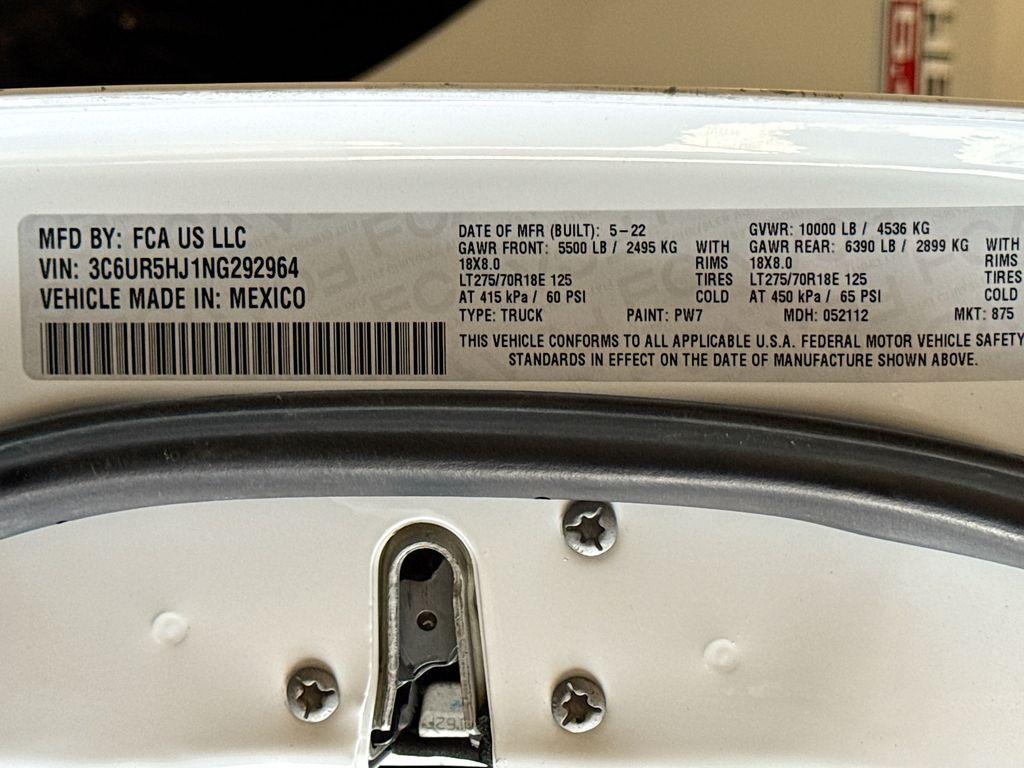 MFD BY: FCA US LLC
VIN: 3C6UR5HJ1NG292964
VEHICLE MADE IN: MEXICO
DATE OF MFR (BUILT): 5-22
GAWR FRONT: 5500 LB / 2495 KG WITH
18X8.0 RIMS
LT275/70R18E 125 TIRES
AT 415 kPa / 60 PSI COLD
GVWR: 10000 LB / 4536 KG
GAWR REAR: 6390 LB / 2899 KG WITH
18X8.0 RIMS
LT275/70R18E 125 TIRES
AT 450 kPa / 65 PSI COLD
TYPE: TRUCK PAINT: PW7 MDH: 052112 MKT: 875
THIS VEHICLE CONFORMS TO ALL APPLICABLE U.S.A. FEDERAL MOTOR VEHICLE SAFETY
STANDARDS IN EFFECT ON THE DATE OF MANUFACTURE SHOWN ABOVE.